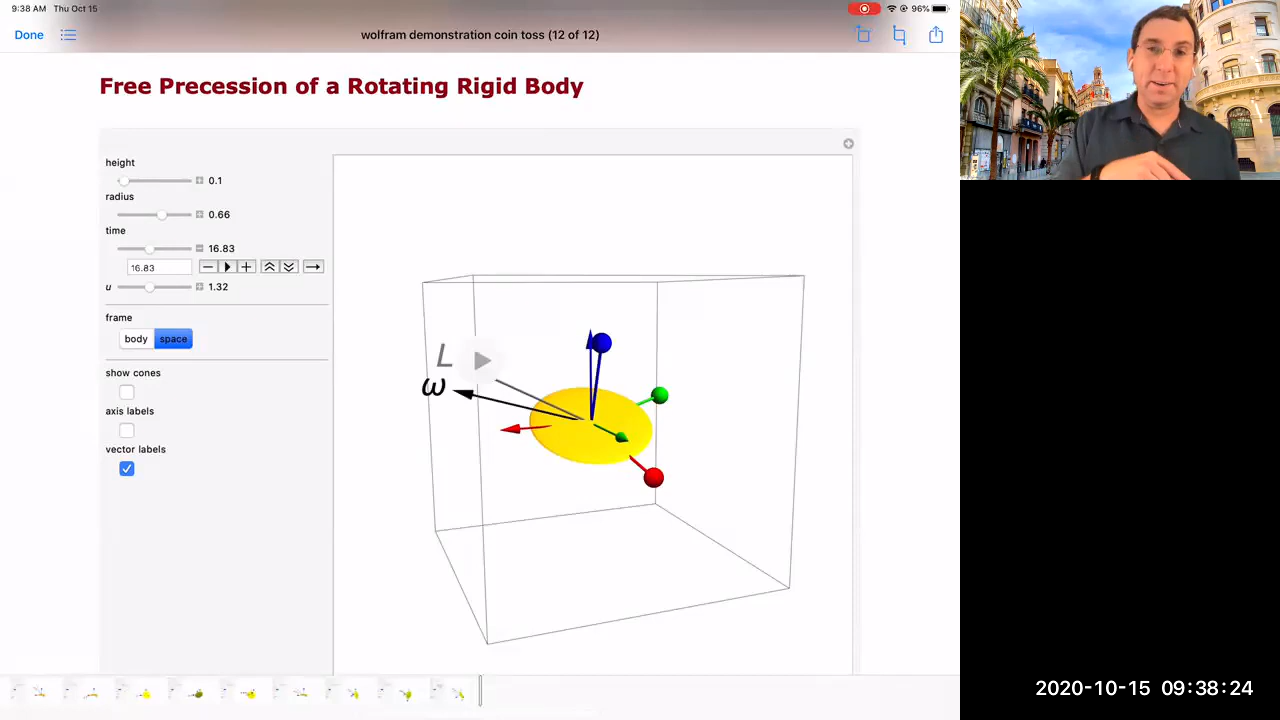 9:38 AM Thu Oct 15
96%
Done
wolfram demonstration coin toss (12 of 12)
Free Precession of a Rotating Rigid Body
height
0.1
radius
0.66
time
16.83
16.83
u
1.32
frame
body space
show cones
axis labels
vector labels
L
ω
2020-10-15 09:38:24